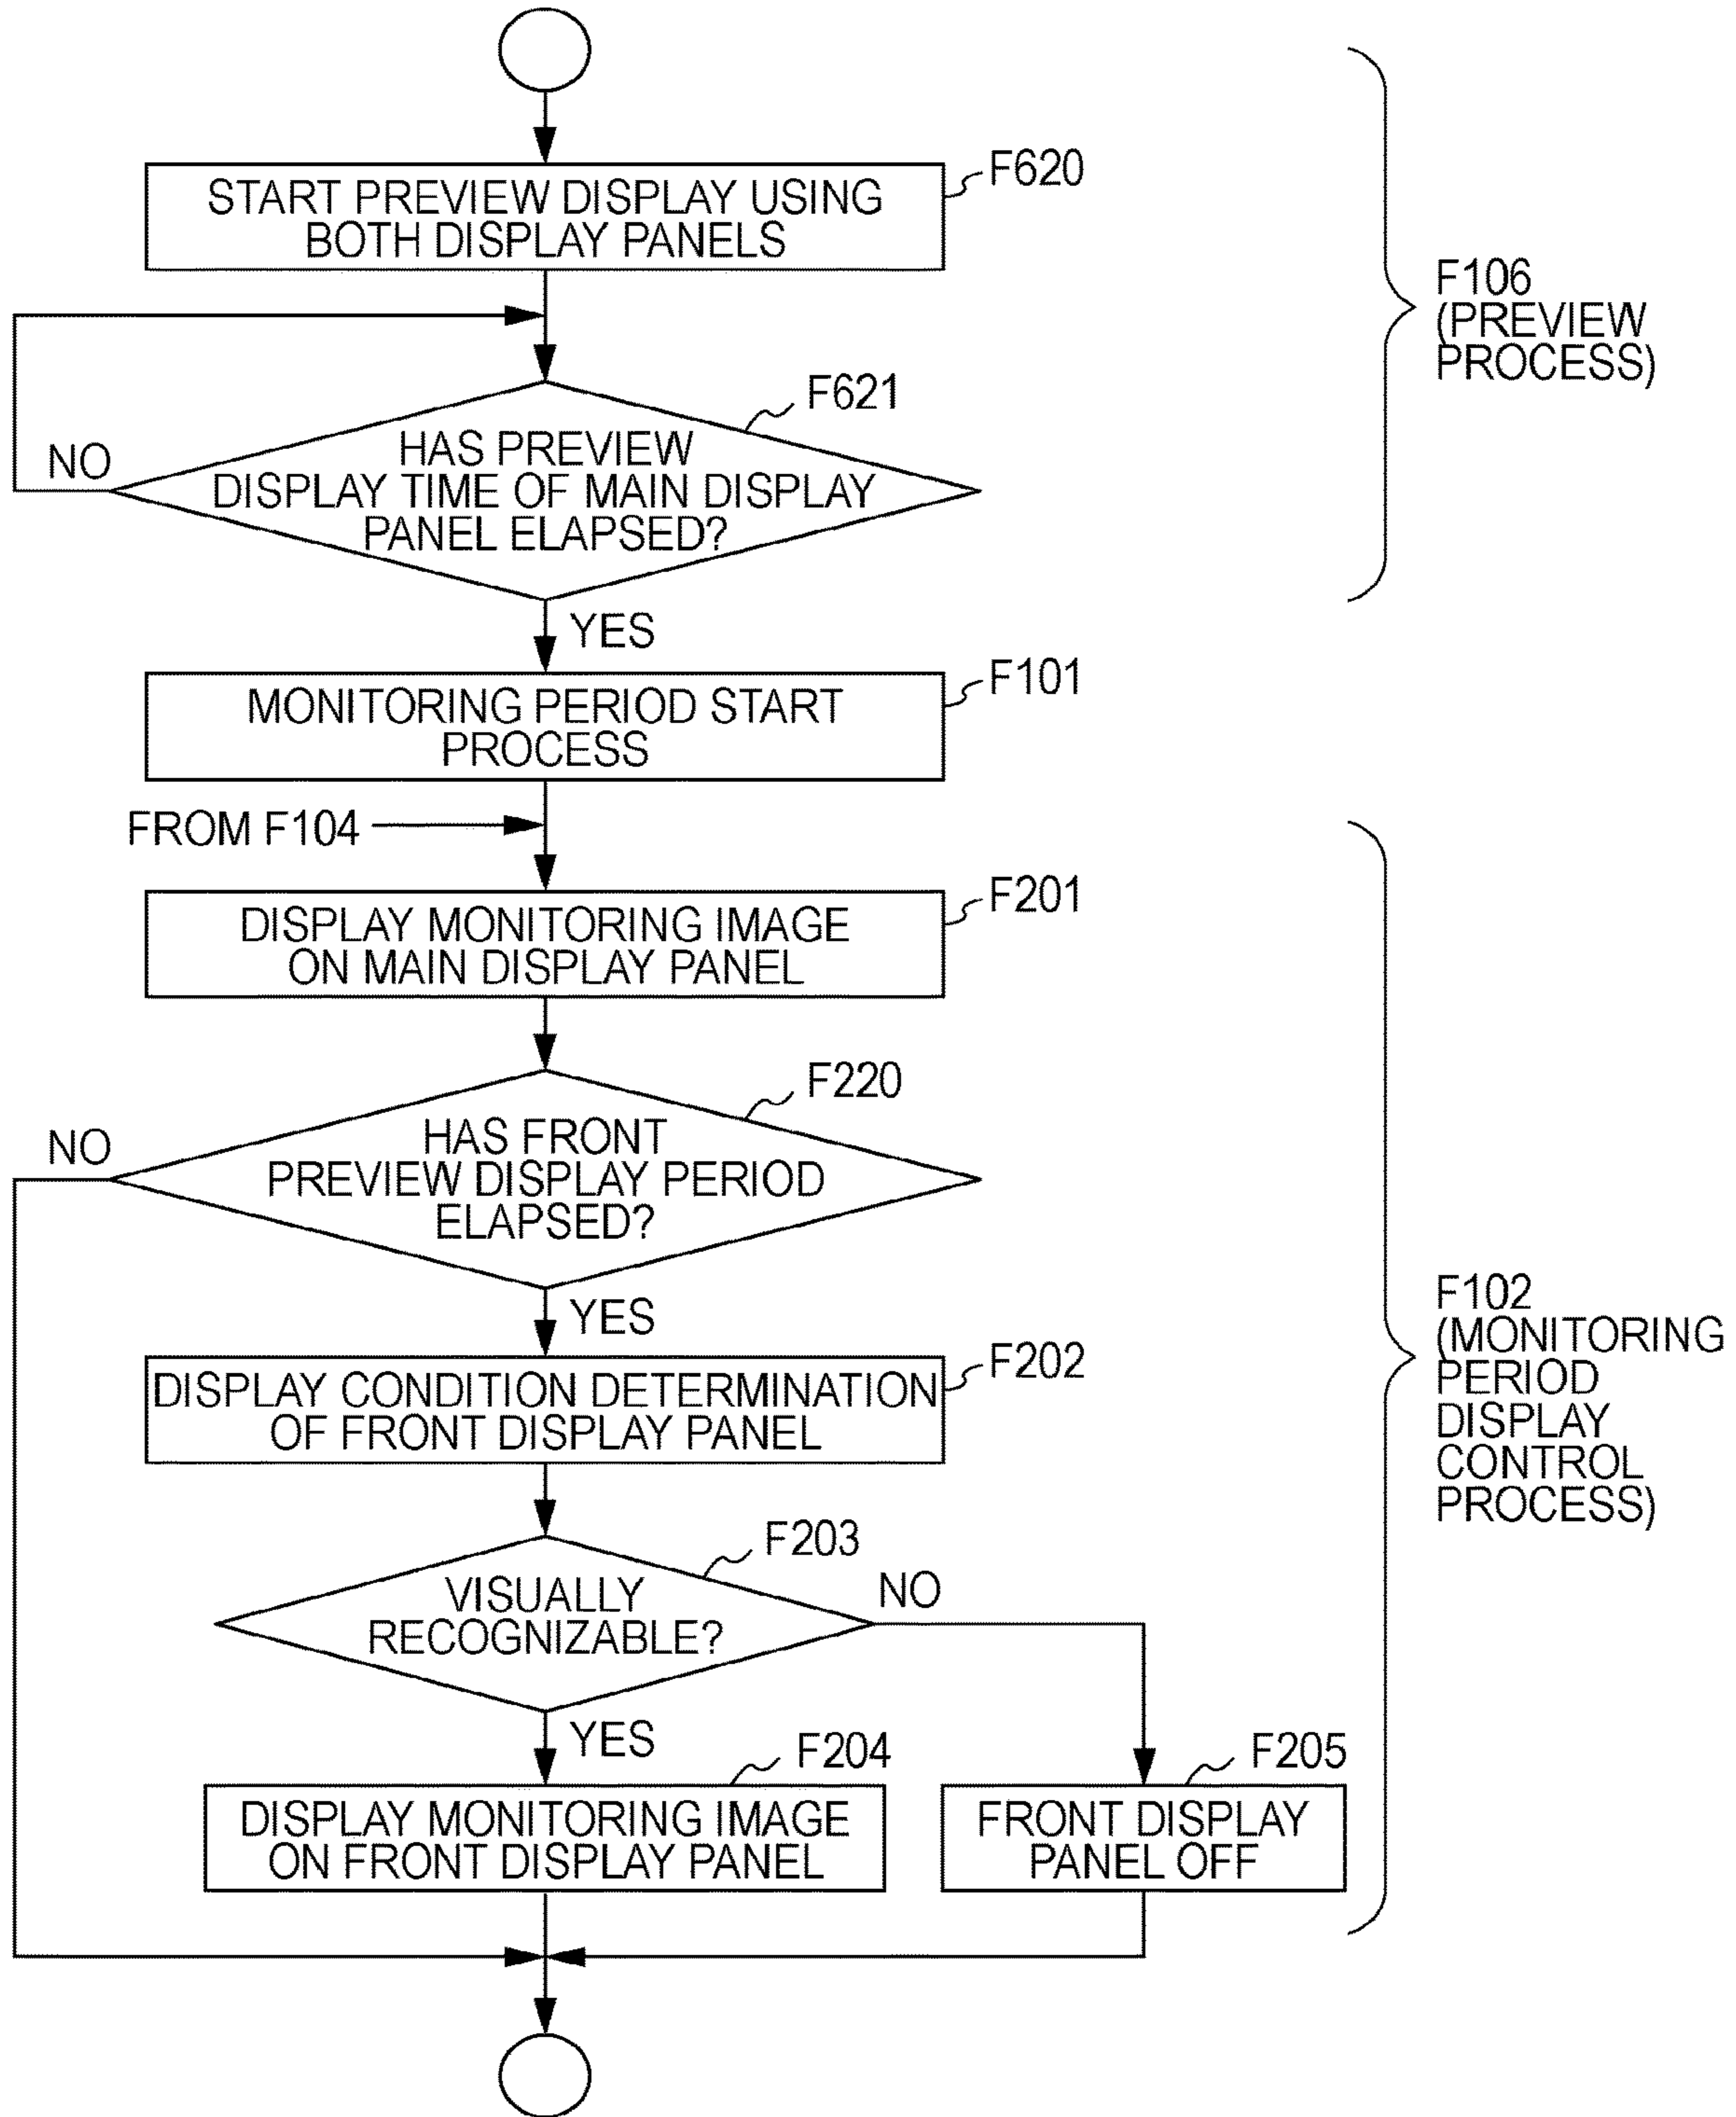 START PREVIEW DISPLAY USING
BOTH DISPLAY PANELS
F620
F106
(PREVIEW
PROCESS)
F621
HAS PREVIEW
DISPLAY TIME OF MAIN DISPLAY
PANEL ELAPSED?
NO
YES
F101
MONITORING PERIOD START
PROCESS
FROM F104
F201
DISPLAY MONITORING IMAGE
ON MAIN DISPLAY PANEL
F220
HAS FRONT
PREVIEW DISPLAY PERIOD
ELAPSED?
NO
YES
F202
DISPLAY CONDITION DETERMINATION
OF FRONT DISPLAY PANEL
F102
(MONITORING
PERIOD
DISPLAY
CONTROL
PROCESS)
F203
VISUALLY
RECOGNIZABLE?
NO
YES
F204
DISPLAY MONITORING IMAGE
ON FRONT DISPLAY PANEL
F205
FRONT DISPLAY
PANEL OFF